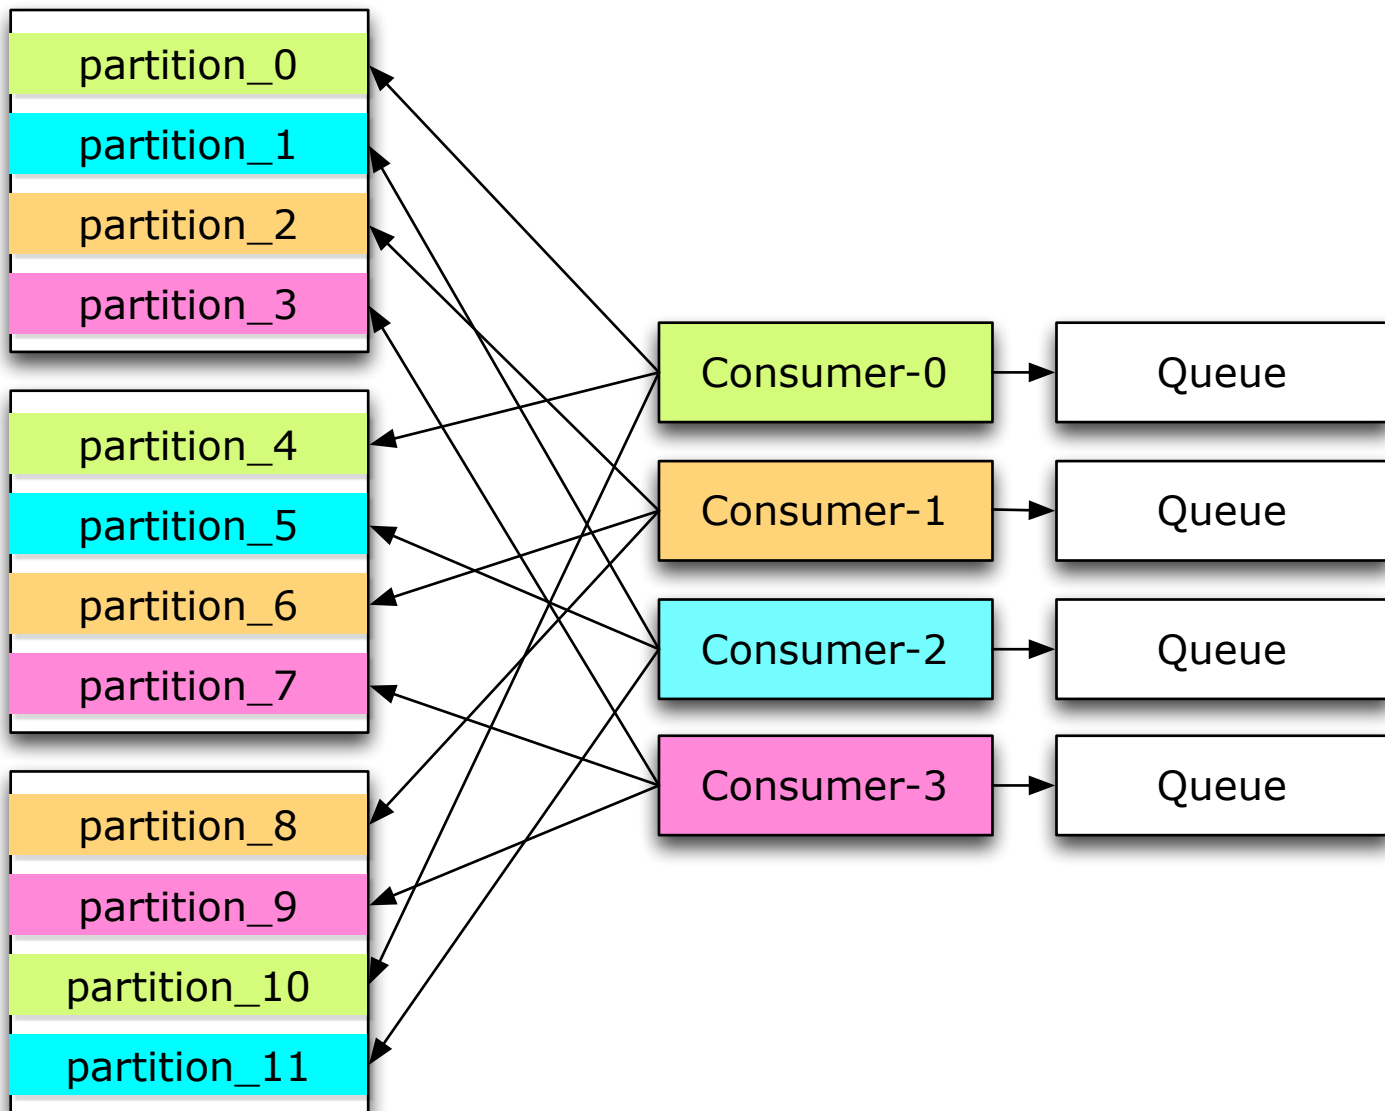 partition_0
partition_1
partition_2
partition_3
partition_4
partition_5
partition_6
partition_7
partition_8
partition_9
partition_10
partition_11
Consumer-0
Queue
Consumer-1
Queue
Consumer-2
Queue
Consumer-3
Queue